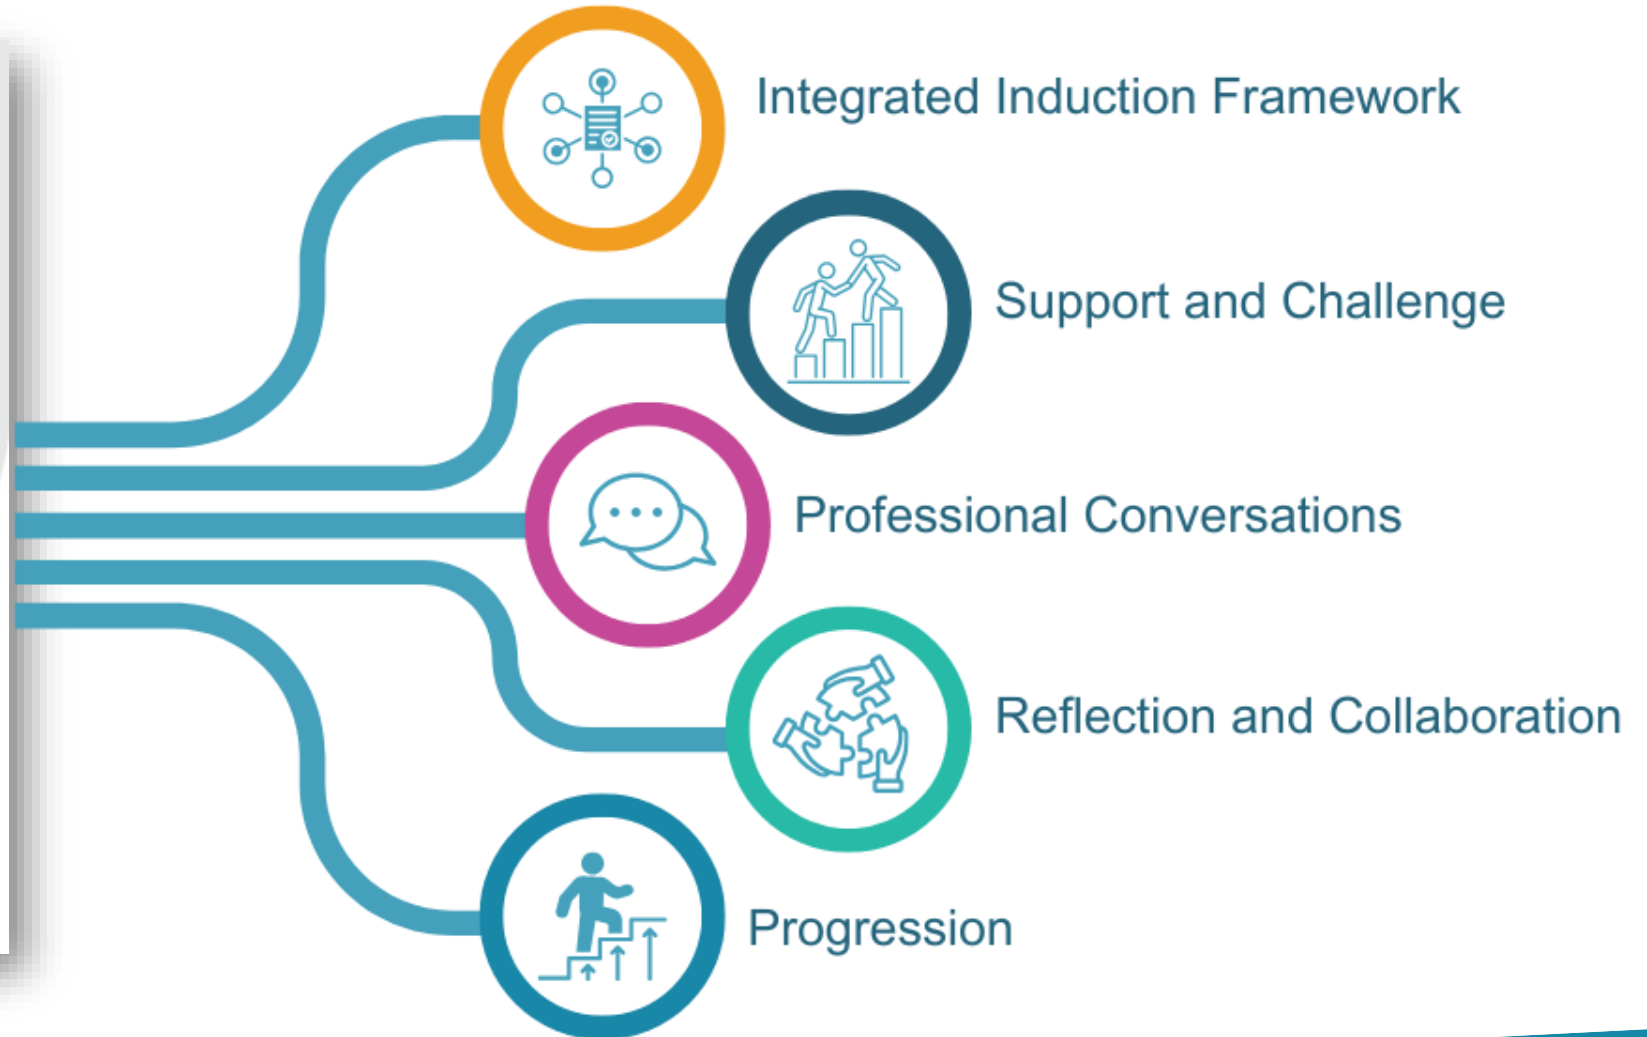 Integrated Induction Framework
Support and Challenge
Professional Conversations
Reflection and Collaboration
Progression